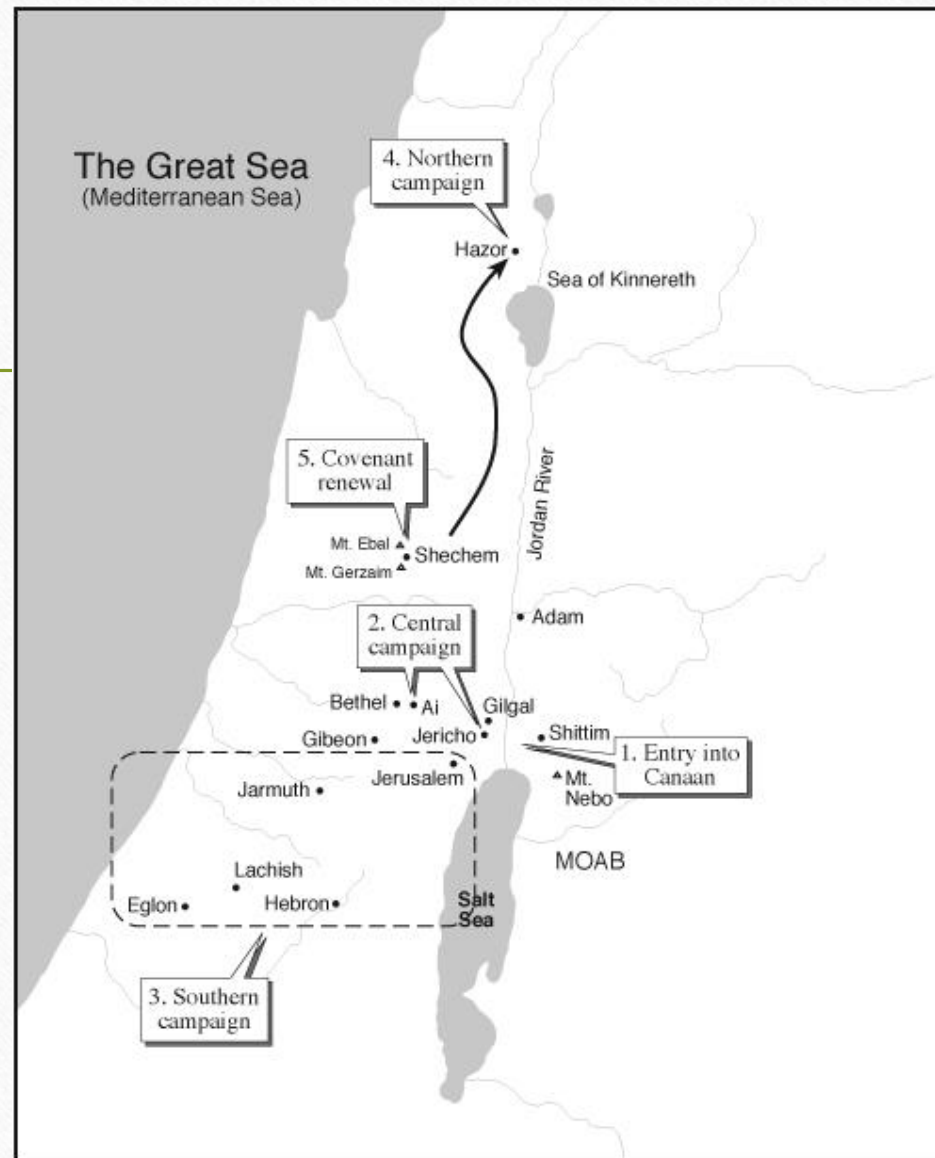 The Great Sea
(Mediterranean Sea)
4. Northern
campaign
Hazor
Sea of Kinnereth
5. Covenant
renewal
Mt. Ebal
Shechem
Mt. Gerzaim
Jordan River
Adam
2. Central
campaign
Bethel
Ai
Gilgal
Jericho
Shittim
Gibeon
1. Entry into
Canaan
Jerusalem
Mt.
Nebo
Jarmuth
MOAB
Lachish
Eglon
Hebron
Salt
Sea
3. Southern
campaign